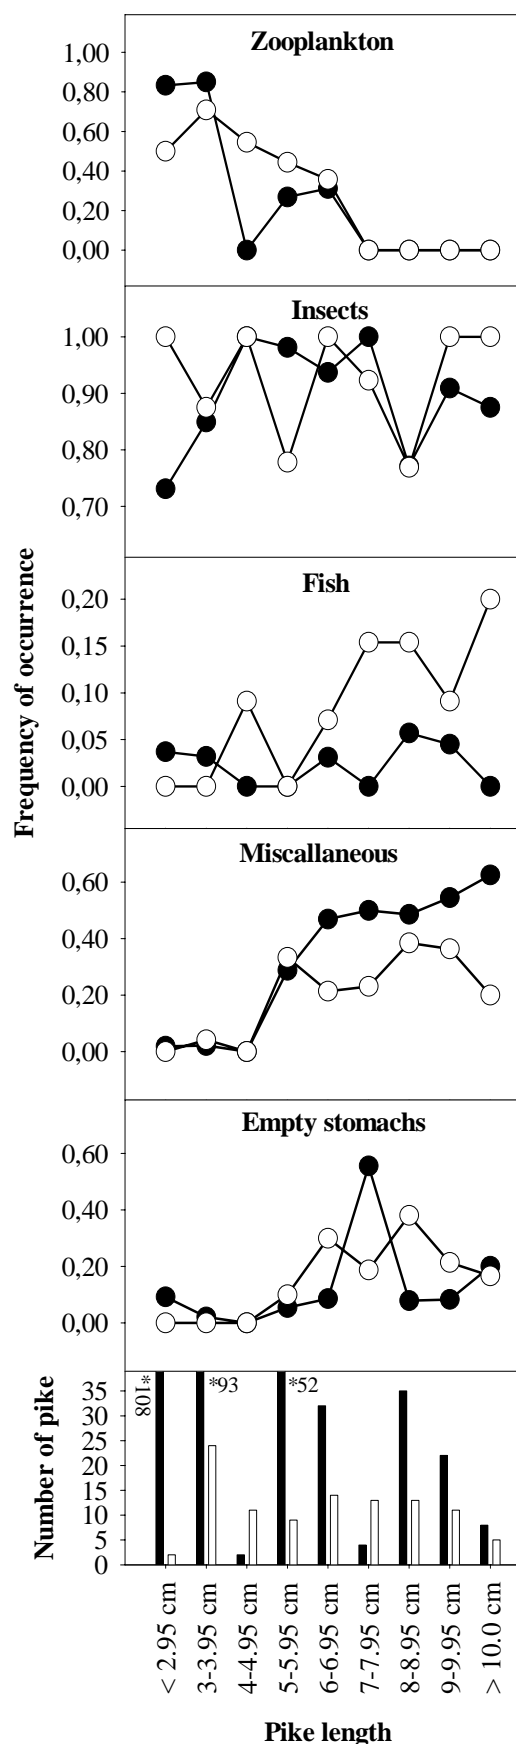 Zooplankton
1,00
0,80
0,60
0,40
0,20
0,00
Insects
1,00
0,90
0,80
0,70
Frequency of occurrence
Fish
0,20
0,15
0,10
0,05
0,00
Miscallaneous
0,60
0,40
0,20
0,00
Empty stomachs
0,60
0,40
0,20
0,00
Number of pike
*108
*93
*52
35
30
25
20
15
10
5
0
< 2.95 cm
3-3.95 cm
4-4.95 cm
5-5.95 cm
6-6.95 cm
7-7.95 cm
8-8.95 cm
9-9.95 cm
> 10.0 cm
Pike length